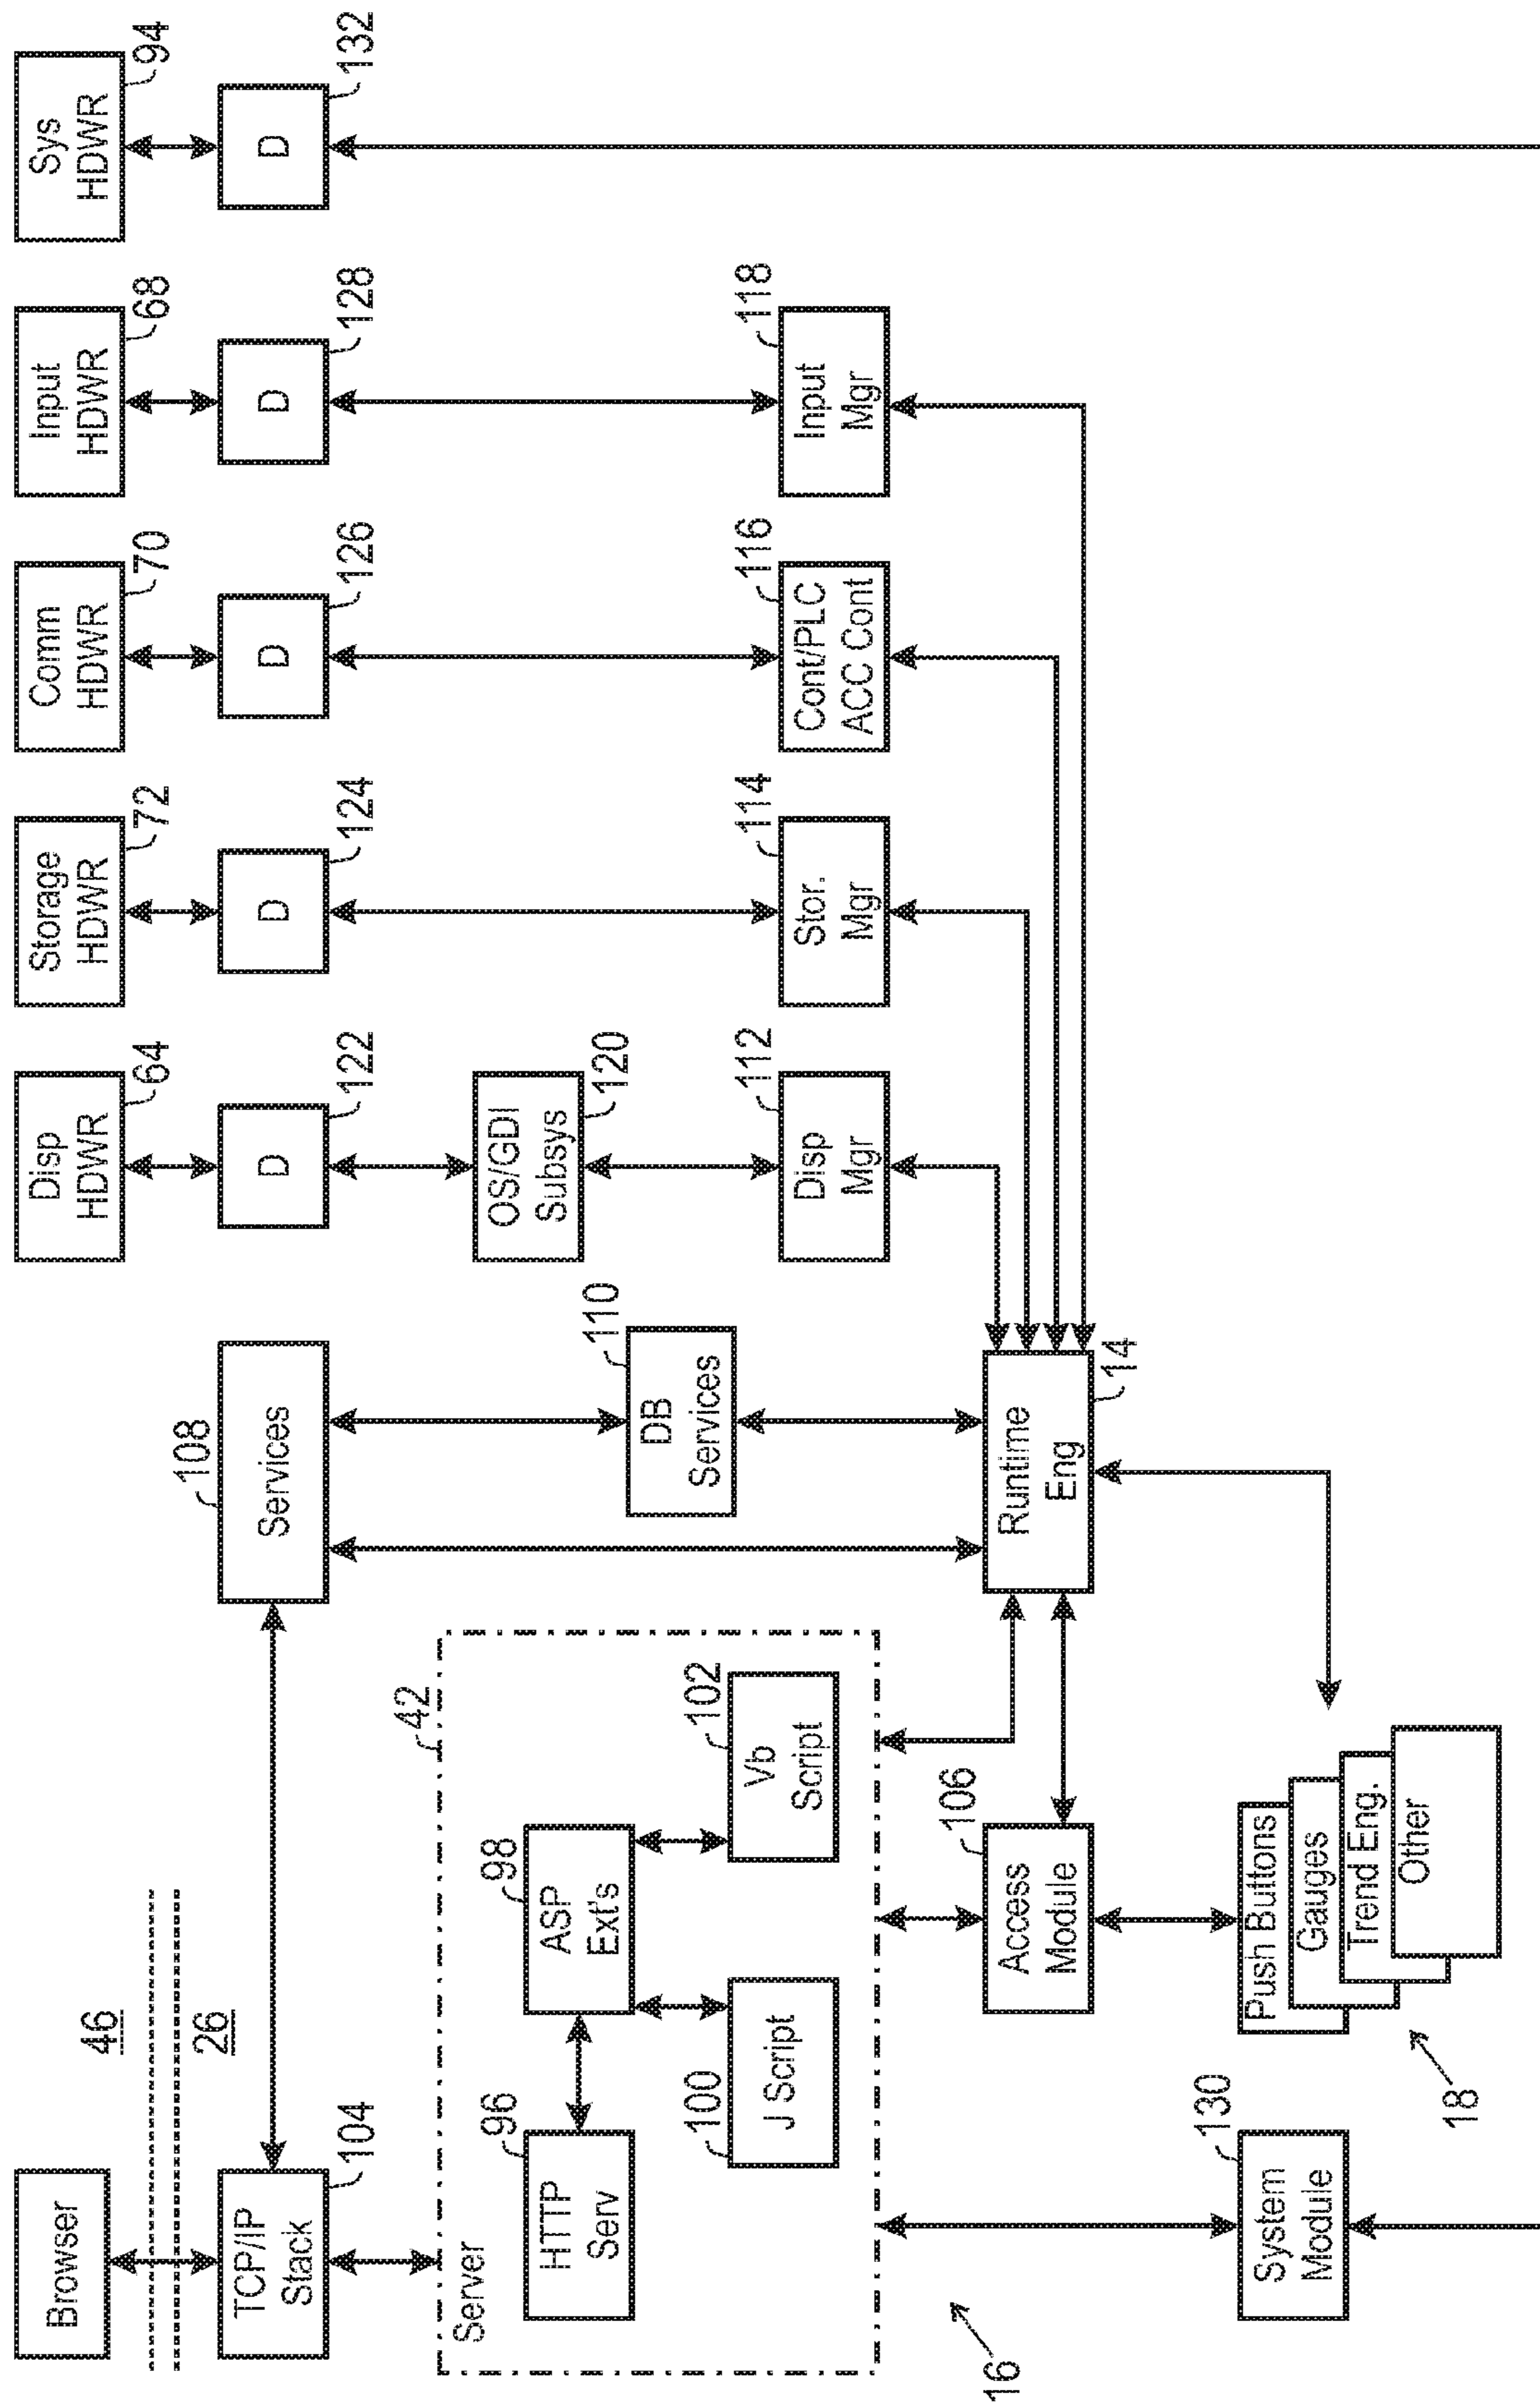 Browser
46
26
TCP/IP
Stack
104
Services
108
Disp
HDWR
64
D
122
Storage
HDWR
72
D
124
Comm
HDWR
70
D
126
Input
HDWR
68
D
128
Sys
HDWR
94
D
132
Server
42
HTTP
Serv
96
ASP
Ext's
98
J Script
100
Vb
Script
102
DB
Services
110
OS/GDI
Subsys
120
Disp
Mgr
112
Stor.
Mgr
114
Cont/PLC
ACC Cont
116
Input
Mgr
118
16
Access
Module
106
Runtime
Eng
14
System
Module
130
Push Buttons
Gauges
Trend Eng.
Other
18